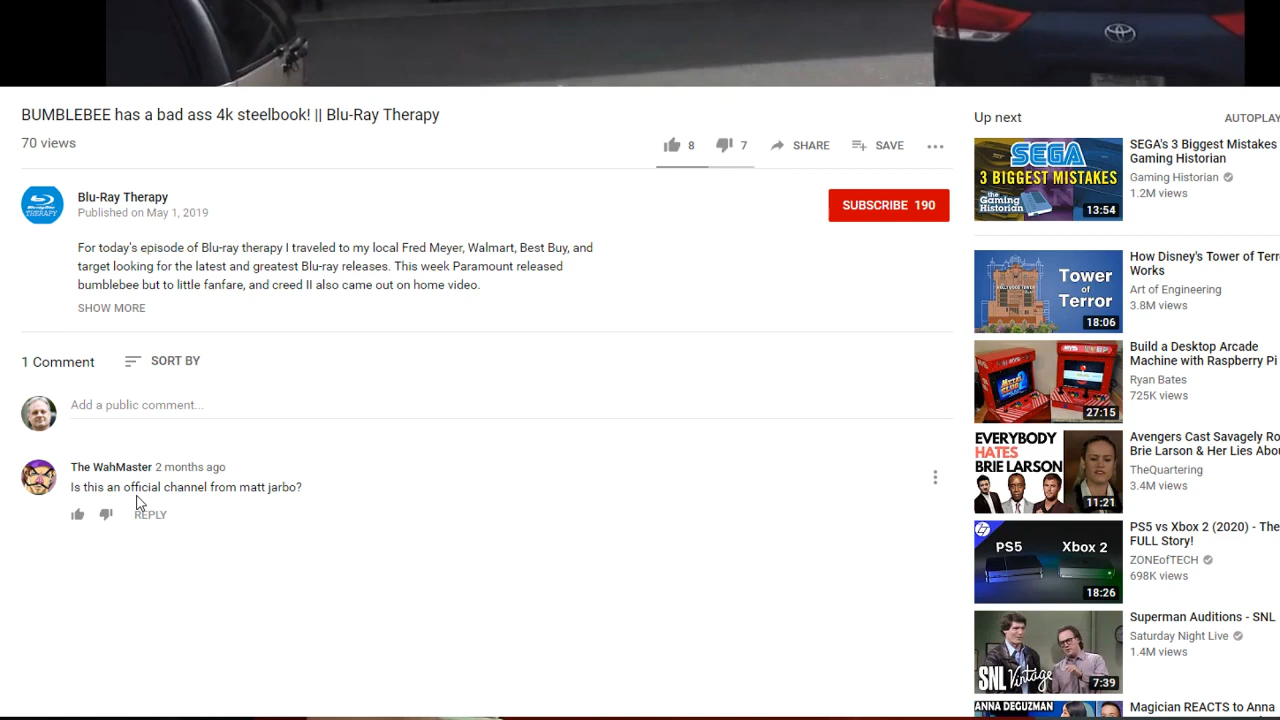 BUMBLEBEE has a bad ass 4k steelbook! || Blu-Ray Therapy
70 views
8
7
SHARE
SAVE
Blu-Ray Therapy
Published on May 1, 2019
SUBSCRIBE 190
For today's episode of Blu-ray therapy I traveled to my local Fred Meyer, Walmart, Best Buy, and
target looking for the latest and greatest Blu-ray releases. This week Paramount released
bumblebee but to little fanfare, and creed II also came out on home video.
SHOW MORE
1 Comment
SORT BY
Add a public comment...
The WahMaster 2 months ago
Is this an official channel from matt jarbo?
REPLY
Up next
AUTOPLAY
SEGA
3 BIGGEST MISTAKES
the Gaming Historian
13:54
SEGA's 3 Biggest Mistakes
Gaming Historian
1.2M views
Tower
of
Terror
18:06
How Disney's Tower of Terr
Works
Art of Engineering
3.8M views
27:15
Build a Desktop Arcade
Machine with Raspberry Pi
Ryan Bates
725K views
EVERYBODY
HATES
BRIE LARSON
11:21
Avengers Cast Savagely Ro
Brie Larson & Her Lies Abou
TheQuartering
3.4M views
PS5
Xbox 2
18:26
PS5 vs Xbox 2 (2020) - The
FULL Story!
ZONEofTECH
698K views
SNL Vintage
7:39
Superman Auditions - SNL
Saturday Night Live
1.4M views
ANNA DEGUZMAN
Magician REACTS to Anna